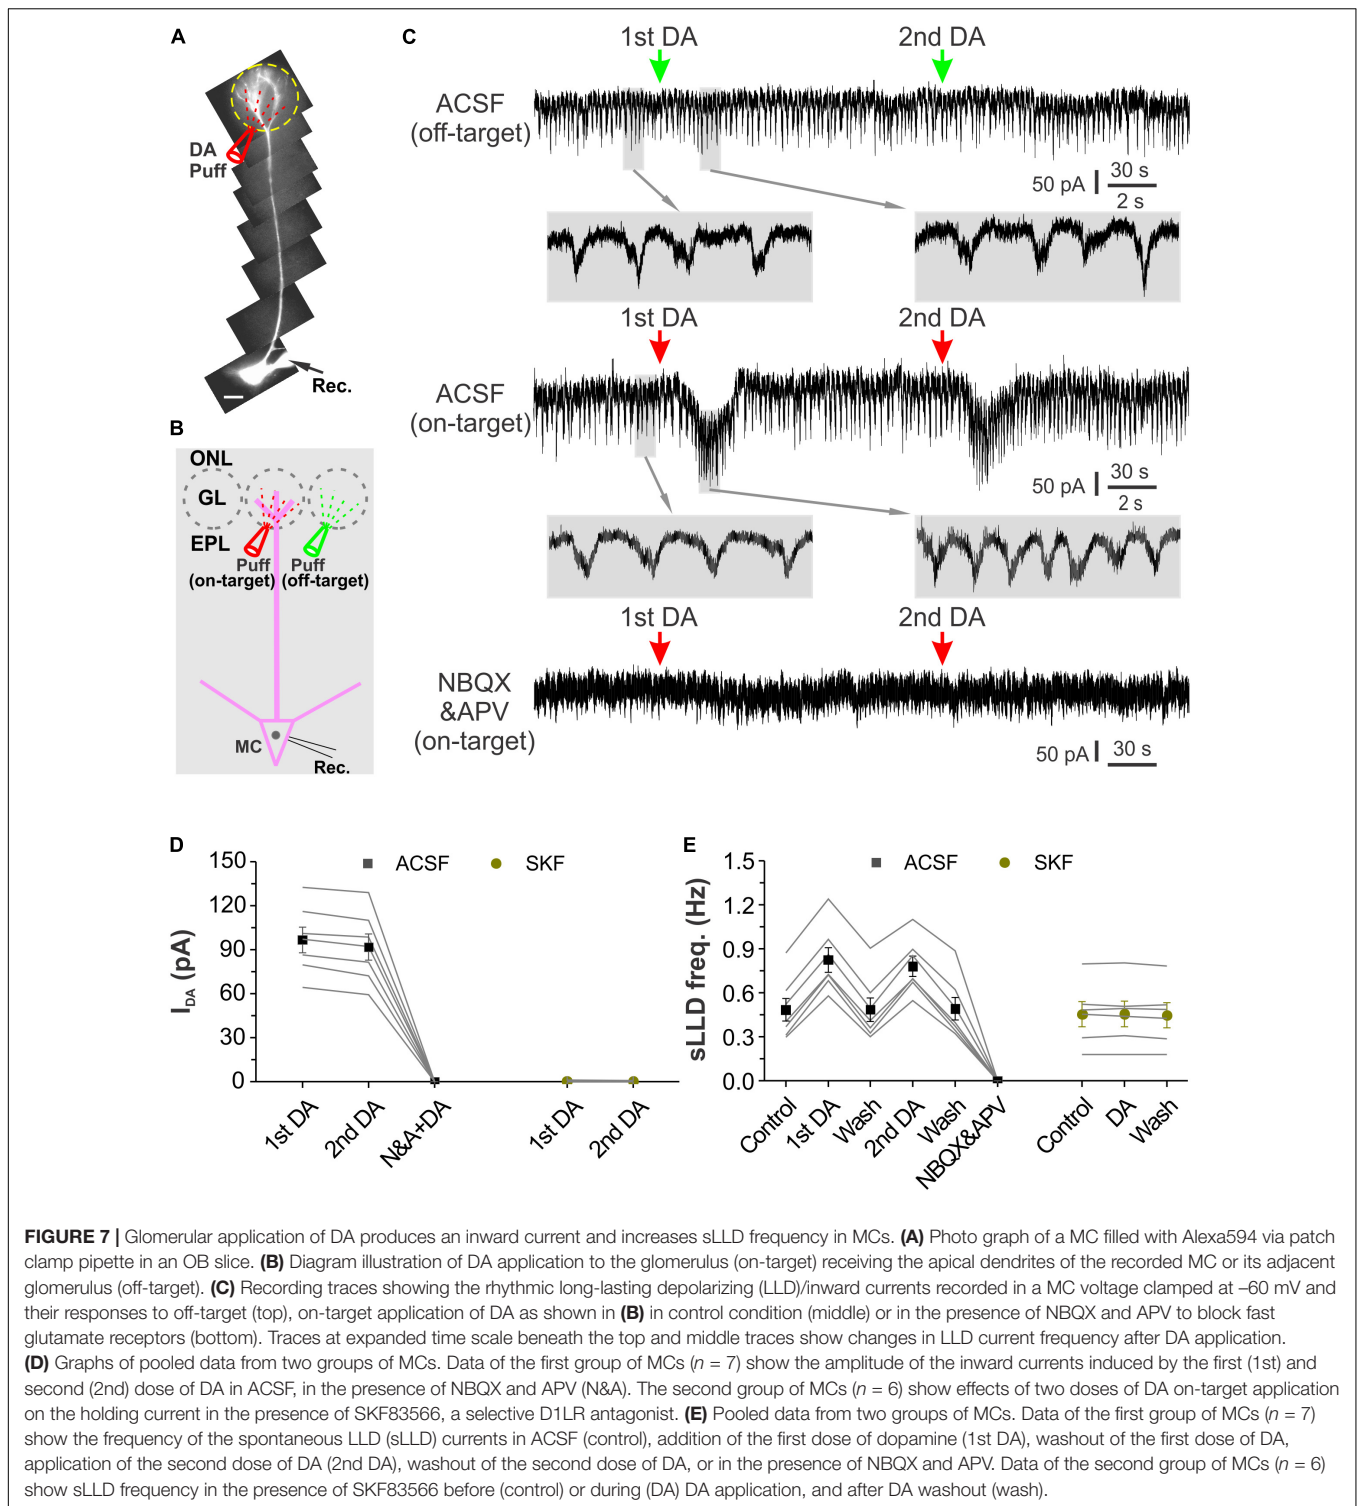 A
DA
Puff
Rec.
B
ONL
GL
EPL
Puff
(on-target)
Puff
(off-target)
MC
Rec.
C
1st DA
2nd DA
ACSF
(off-target)
50 pA
30 s
2 s
1st DA
2nd DA
ACSF
(on-target)
50 pA
30 s
2 s
1st DA
2nd DA
NBQX
&APV
(on-target)
50 pA
30 s
D
ACSF
SKF
150
120
90
60
30
0
I_DA (pA)
1st DA
2nd DA
N&A+DA
1st DA
2nd DA
E
ACSF
SKF
1.5
1.2
0.9
0.6
0.3
0.0
sLLD freq. (Hz)
Control
1st DA
Wash
2nd DA
Wash
NBQX&APV
Control
DA
Wash
FIGURE 7 | Glomerular application of DA produces an inward current and increases sLLD frequency in MCs. (A) Photo graph of a MC filled with Alexa594 via patch
clamp pipette in an OB slice. (B) Diagram illustration of DA application to the glomerulus (on-target) receiving the apical dendrites of the recorded MC or its adjacent
glomerulus (off-target). (C) Recording traces showing the rhythmic long-lasting depolarizing (LLD)/inward currents recorded in a MC voltage clamped at –60 mV and
their responses to off-target (top), on-target application of DA as shown in (B) in control condition (middle) or in the presence of NBQX and APV to block fast
glutamate receptors (bottom). Traces at expanded time scale beneath the top and middle traces show changes in LLD current frequency after DA application.
(D) Graphs of pooled data from two groups of MCs. Data of the first group of MCs (n = 7) show the amplitude of the inward currents induced by the first (1st) and
second (2nd) dose of DA in ACSF, in the presence of NBQX and APV (N&A). The second group of MCs (n = 6) show effects of two doses of DA on-target application
on the holding current in the presence of SKF83566, a selective D1LR antagonist. (E) Pooled data from two groups of MCs. Data of the first group of MCs (n = 7)
show the frequency of the spontaneous LLD (sLLD) currents in ACSF (control), addition of the first dose of dopamine (1st DA), washout of the first dose of DA,
application of the second dose of DA (2nd DA), washout of the second dose of DA, or in the presence of NBQX and APV. Data of the second group of MCs (n = 6)
show sLLD frequency in the presence of SKF83566 before (control) or during (DA) DA application, and after DA washout (wash).